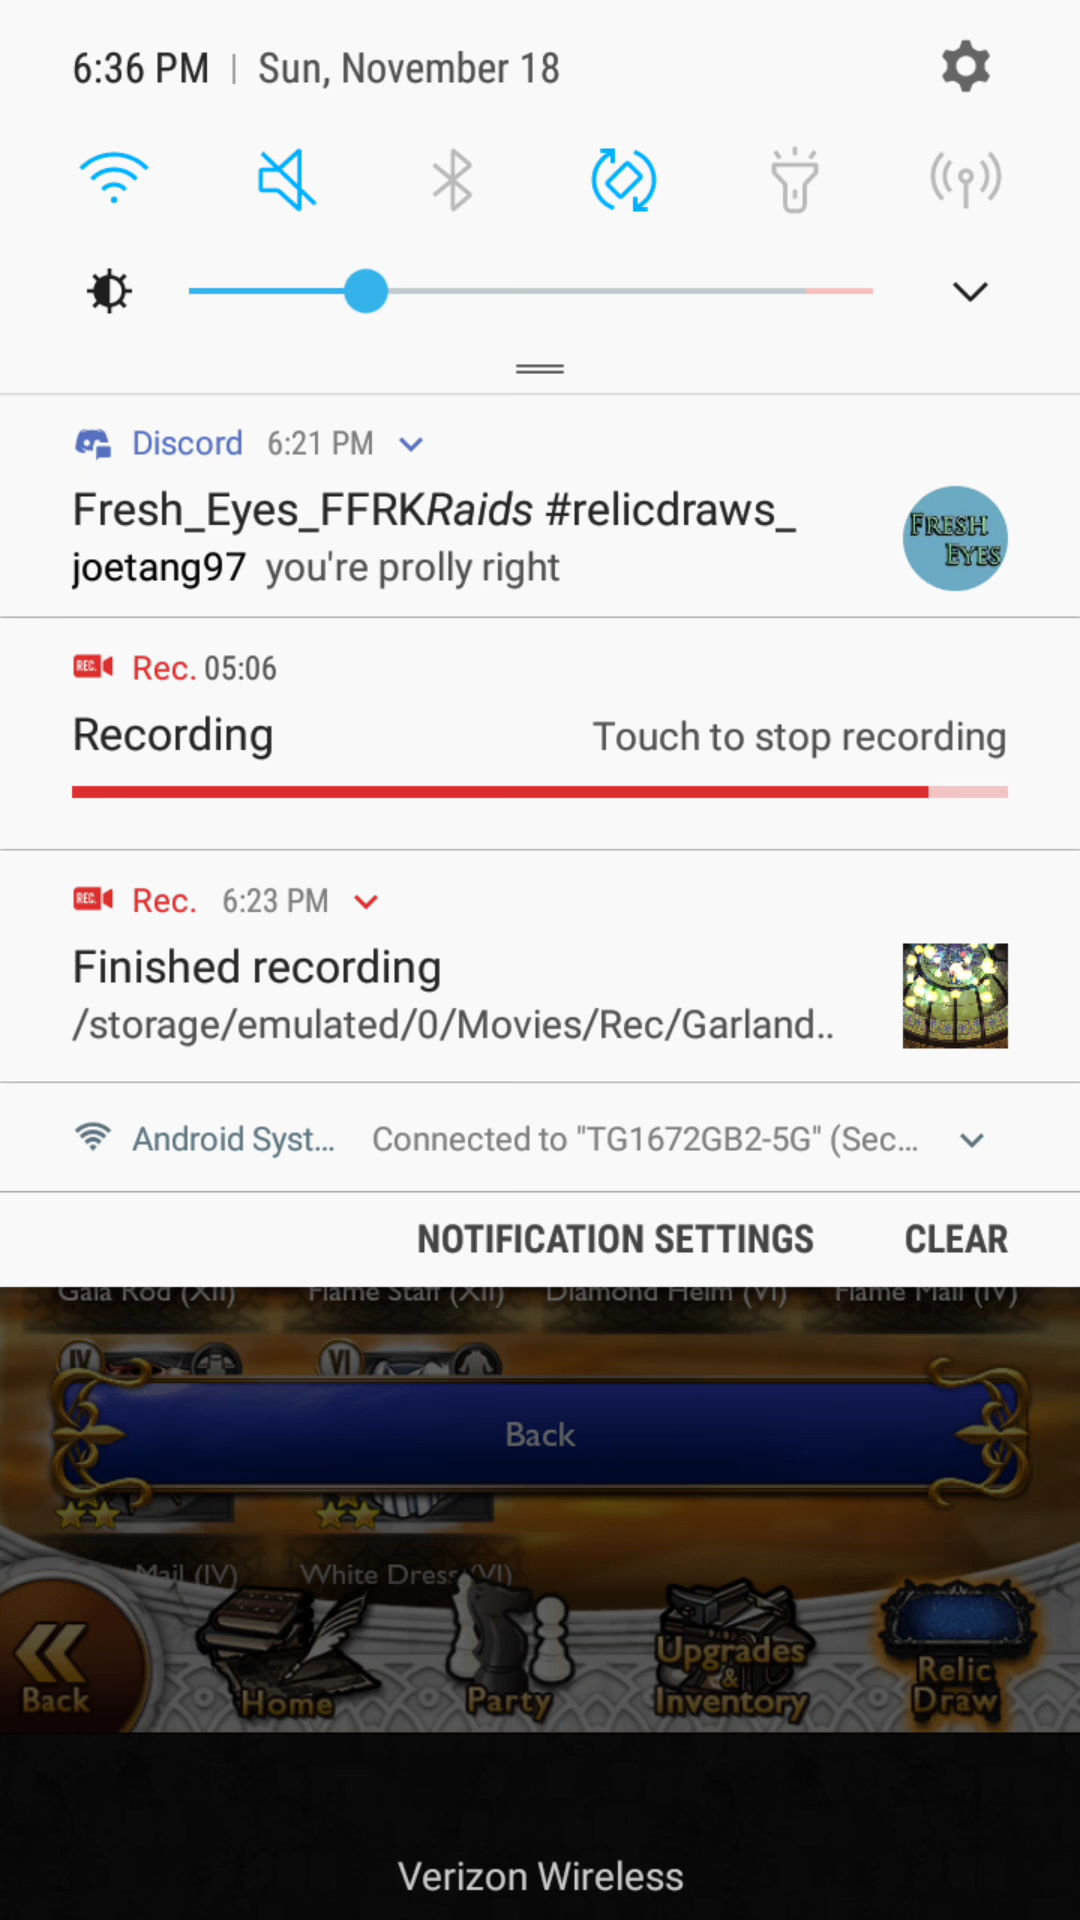 6:36 PM | Sun, November 18
Discord 6:21 PM
Fresh_Eyes_FFRKRaids #relicdraws_
joetang97 you're prolly right
FRESH
EYES
REC. Rec. 05:06
Recording Touch to stop recording
REC. Rec. 6:23 PM
Finished recording
/storage/emulated/0/Movies/Rec/Garland..
Android Syst... Connected to "TG1672GB2-5G" (Sec...
NOTIFICATION SETTINGS CLEAR
Gaia Rod (XII) Flame Staff (XII) Diamond Helm (VI) Flame Mail (IV)
IV VI
Back
Mail (IV) White Dress (VI)
Back
Home
Party
Upgrades
&
Inventory
Relic
Draw
Verizon Wireless